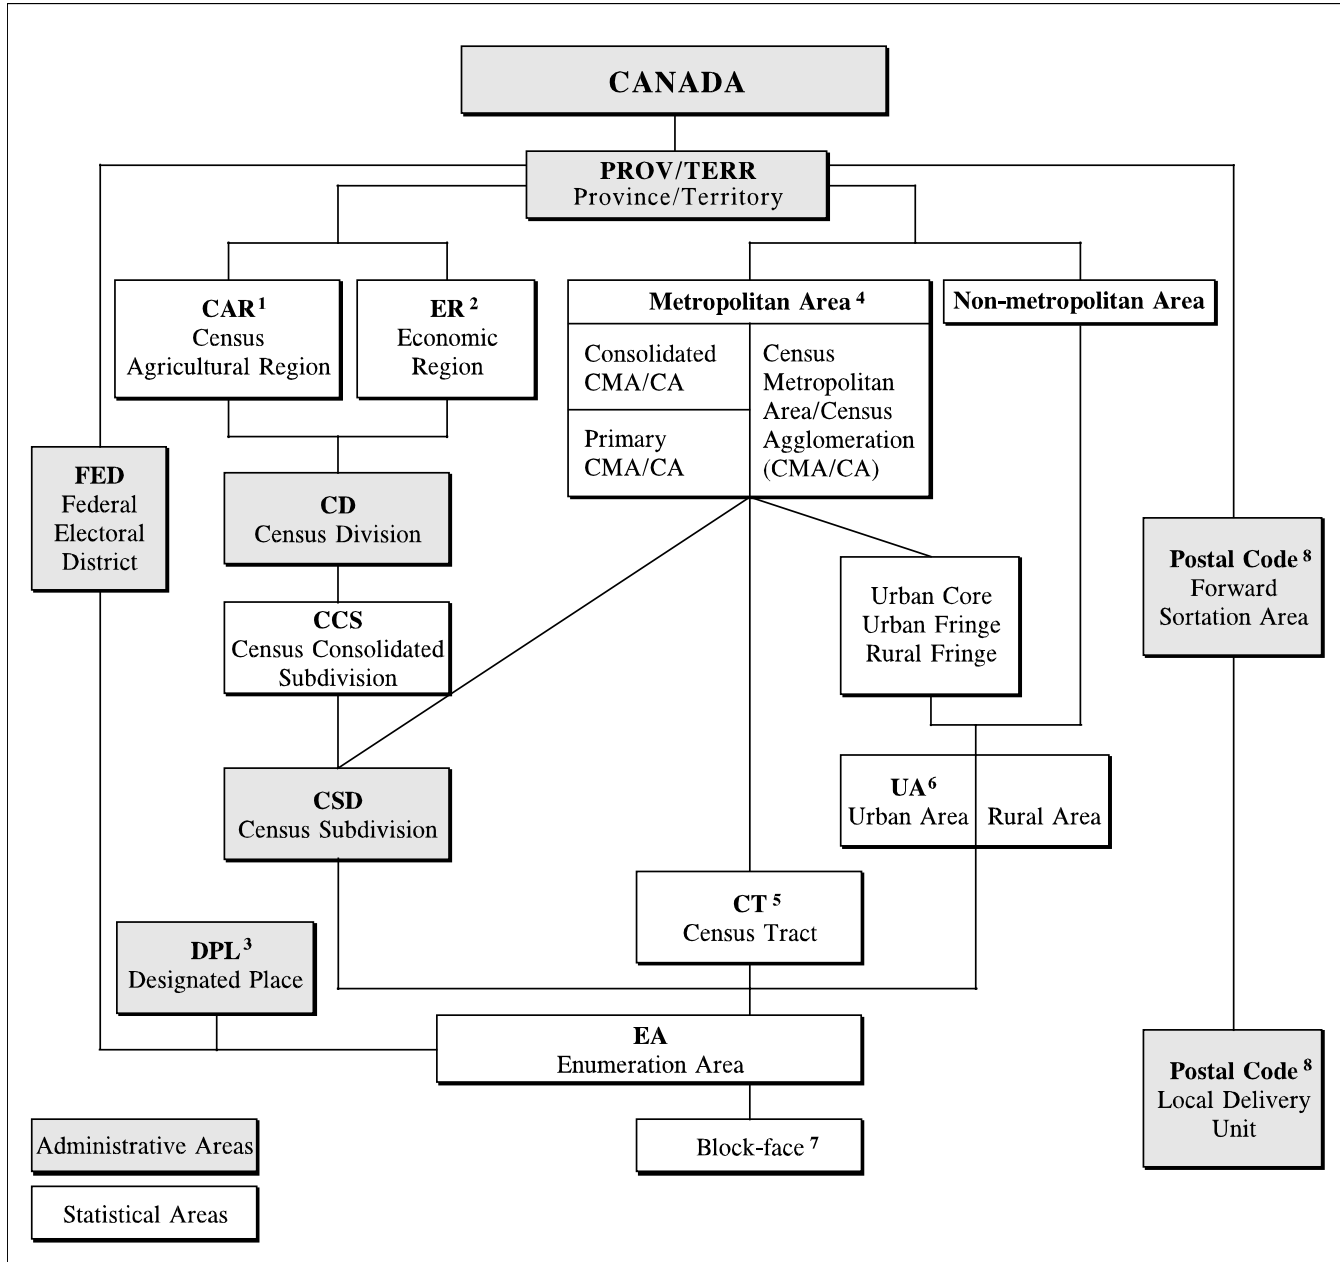 CANADA
PROV/TERR
Province/Territory
CAR 1
Census
Agricultural Region
ER 2
Economic
Region
Metropolitan Area 4
Consolidated
CMA/CA
Primary
CMA/CA
Census
Metropolitan
Area/Census
Agglomeration
(CMA/CA)
Non-metropolitan Area
FED
Federal
Electoral
District
CD
Census Division
Postal Code 8
Forward
Sortation Area
CCS
Census Consolidated
Subdivision
Urban Core
Urban Fringe
Rural Fringe
CSD
Census Subdivision
UA 6
Urban Area
Rural Area
CT 5
Census Tract
DPL 3
Designated Place
EA
Enumeration Area
Postal Code 8
Local Delivery
Unit
Block-face 7
Administrative Areas
Statistical Areas